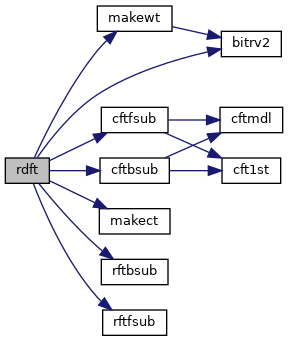 makewt
bitrv2
cftfsub
cftmdl
rdft
cftbsub
cft1st
makect
rftbsub
rftfsub